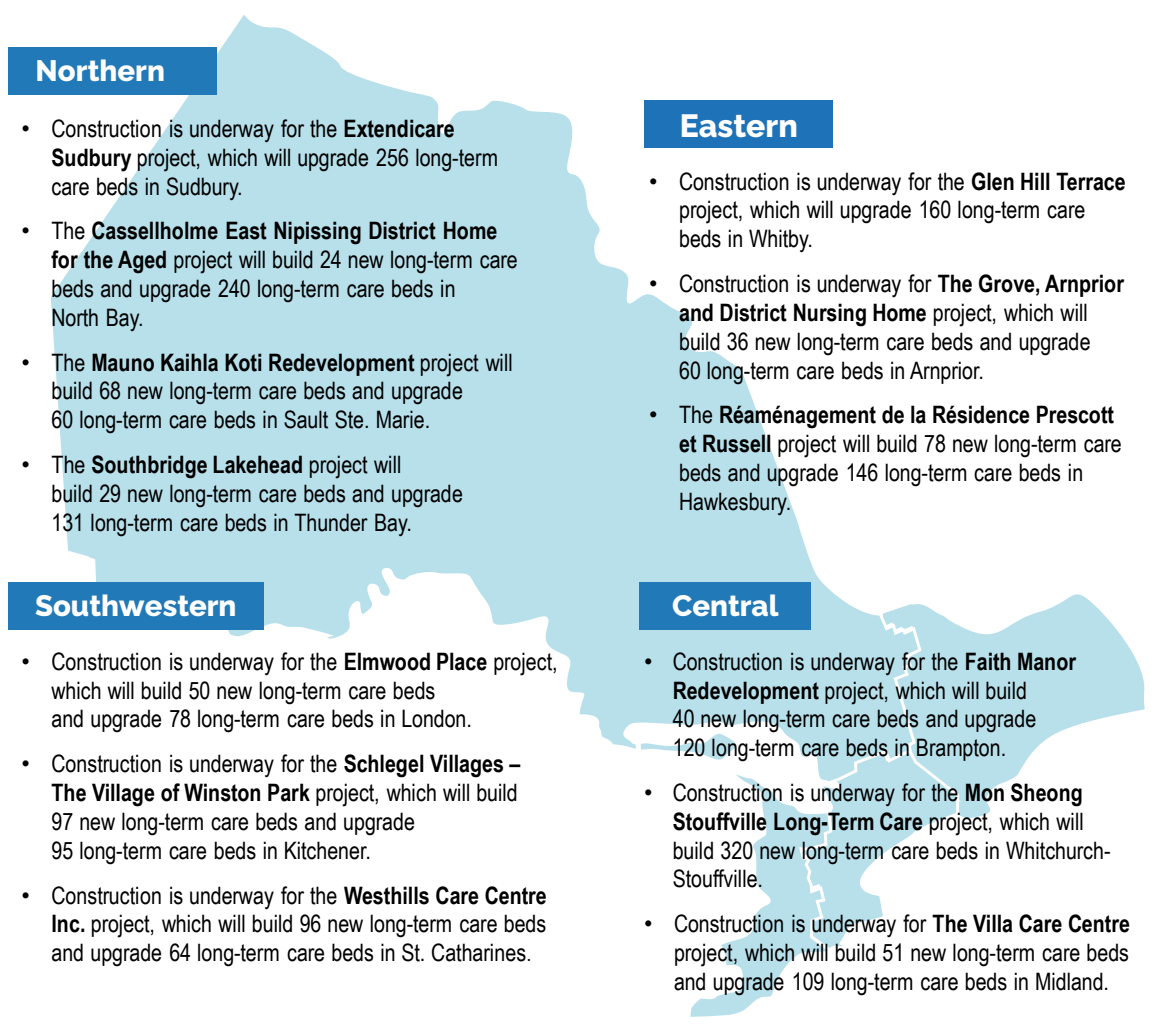 Northern
• Construction is underway for the Extendicare
Sudbury project, which will upgrade 256 long-term
care beds in Sudbury.
• The Cassellholme East Nipissing District Home
for the Aged project will build 24 new long-term care
beds and upgrade 240 long-term care beds in
North Bay.
• The Mauno Kaihla Koti Redevelopment project will
build 68 new long-term care beds and upgrade
60 long-term care beds in Sault Ste. Marie.
• The Southbridge Lakehead project will
build 29 new long-term care beds and upgrade
131 long-term care beds in Thunder Bay.
Eastern
• Construction is underway for the Glen Hill Terrace
project, which will upgrade 160 long-term care
beds in Whitby.
• Construction is underway for The Grove, Arnprior
and District Nursing Home project, which will
build 36 new long-term care beds and upgrade
60 long-term care beds in Arnprior.
• The Réaménagement de la Résidence Prescott
et Russell project will build 78 new long-term care
beds and upgrade 146 long-term care beds in
Hawkesbury.
Southwestern
• Construction is underway for the Elmwood Place project,
which will build 50 new long-term care beds
and upgrade 78 long-term care beds in London.
• Construction is underway for the Schlegel Villages –
The Village of Winston Park project, which will build
97 new long-term care beds and upgrade
95 long-term care beds in Kitchener.
• Construction is underway for the Westhills Care Centre
Inc. project, which will build 96 new long-term care beds
and upgrade 64 long-term care beds in St. Catharines.
Central
• Construction is underway for the Faith Manor
Redevelopment project, which will build
40 new long-term care beds and upgrade
120 long-term care beds in Brampton.
• Construction is underway for the Mon Sheong
Stouffville Long-Term Care project, which will
build 320 new long-term care beds in Whitchurch-
Stouffville.
• Construction is underway for The Villa Care Centre
project, which will build 51 new long-term care beds
and upgrade 109 long-term care beds in Midland.